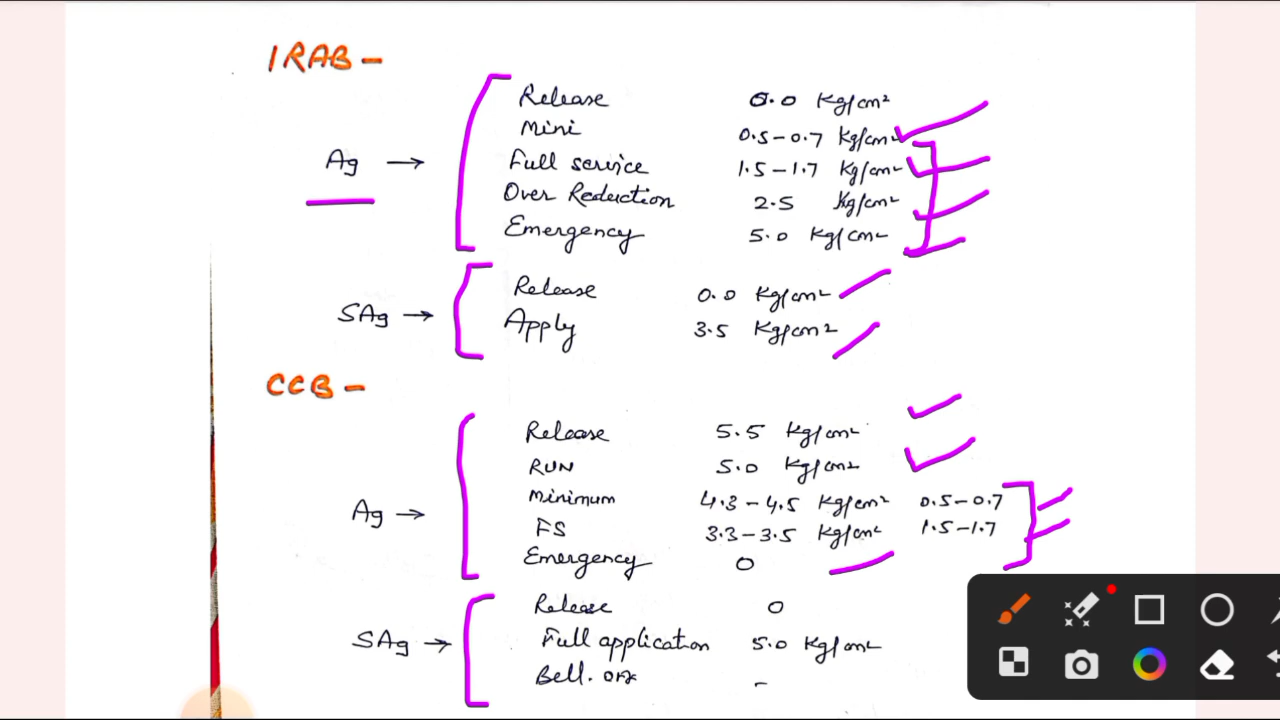 IRAB -
Release 0.0 Kg/cm²
Mini 0.5-0.7 Kg/cm²
Ag → Full service 1.5-1.7 Kg/cm²
Over Reduction 2.5 Kg/cm²
Emergency 5.0 Kg/cm²
Release 0.0 Kg/cm²
SAg → Apply 3.5 Kg/cm²
CCB -
Release 5.5 Kg/cm²
RUN 5.0 Kg/cm²
Minimum 4.3-4.5 Kg/cm² 0.5-0.7
Ag → FS 3.3-3.5 Kg/cm² 1.5-1.7
Emergency 0
Release 0
SAg → Full application 5.0 Kg/cm²
Bell. -